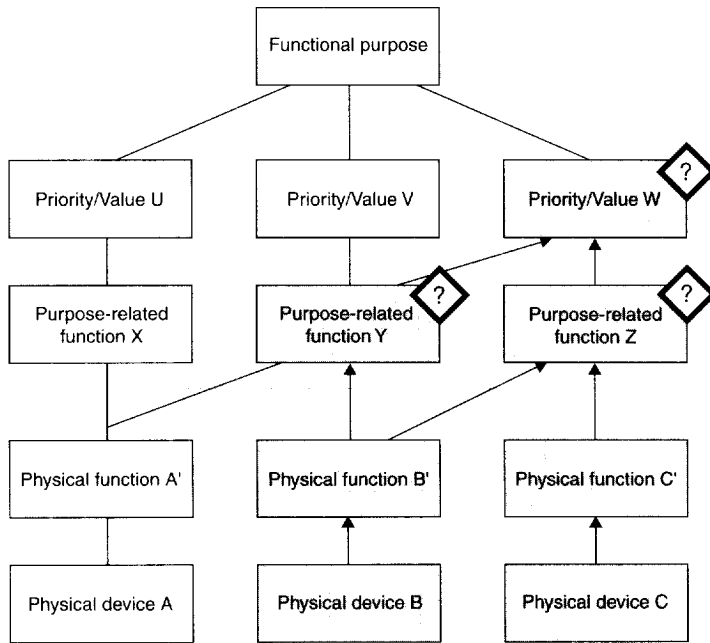 Functional purpose
Priority/Value U
Priority/Value V
Priority/Value W
?
Purpose-related
function X
Purpose-related
function Y
?
Purpose-related
function Z
?
Physical function A'
Physical function B'
Physical function C'
Physical device A
Physical device B
Physical device C